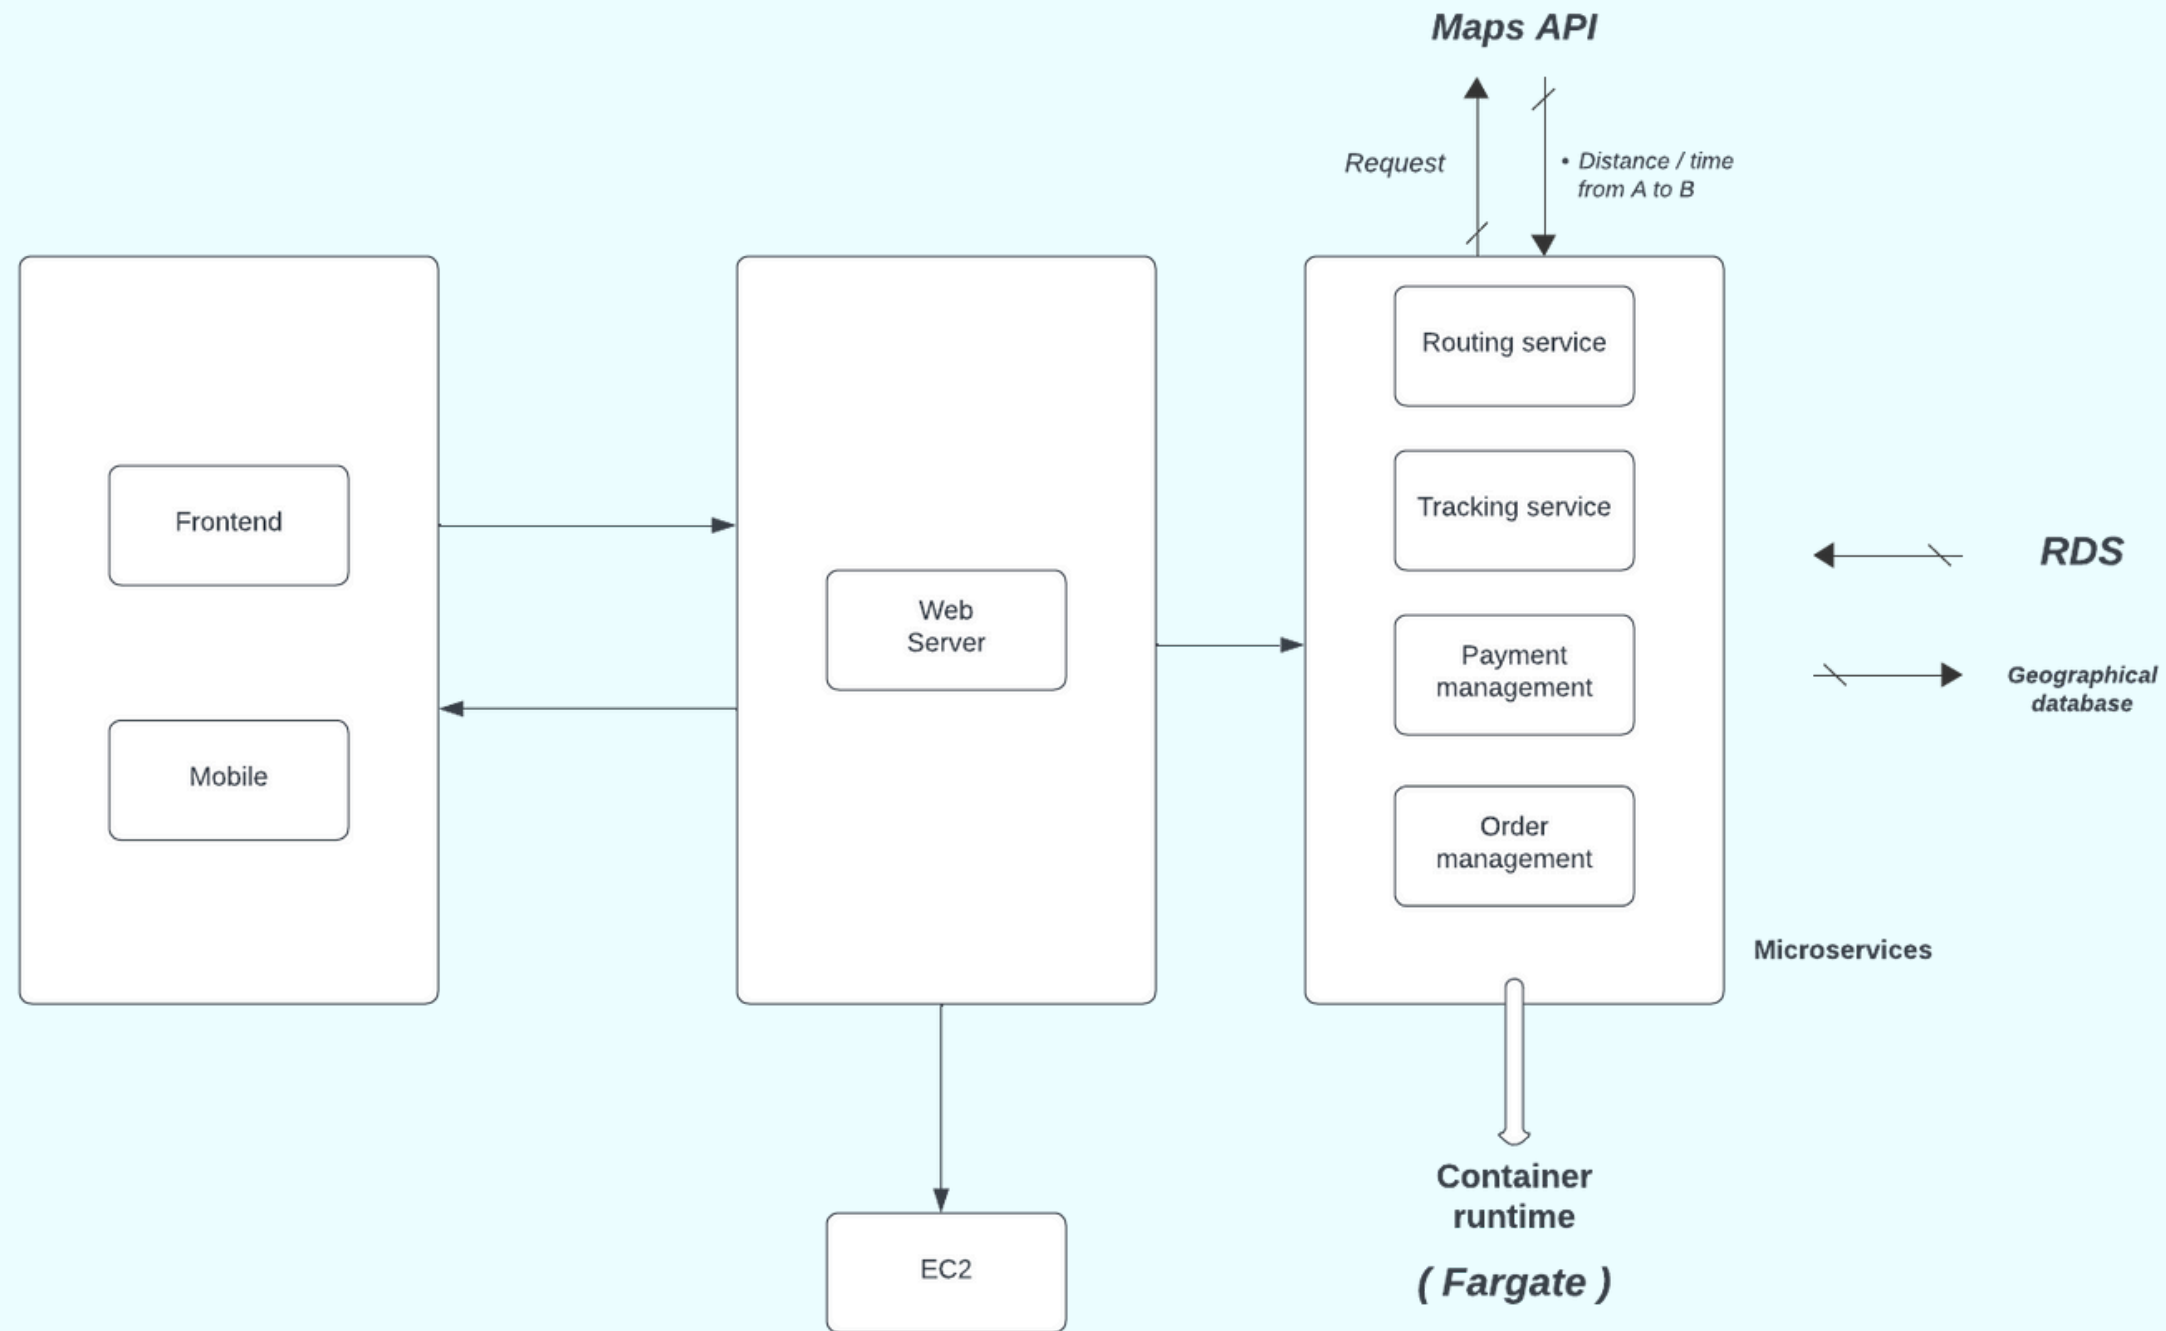 Maps API
Request
• Distance / time
from A to B
Frontend
Mobile
Web
Server
EC2
Routing service
Tracking service
Payment
management
Order
management
RDS
Geographical
database
Microservices
Container
runtime
( Fargate )